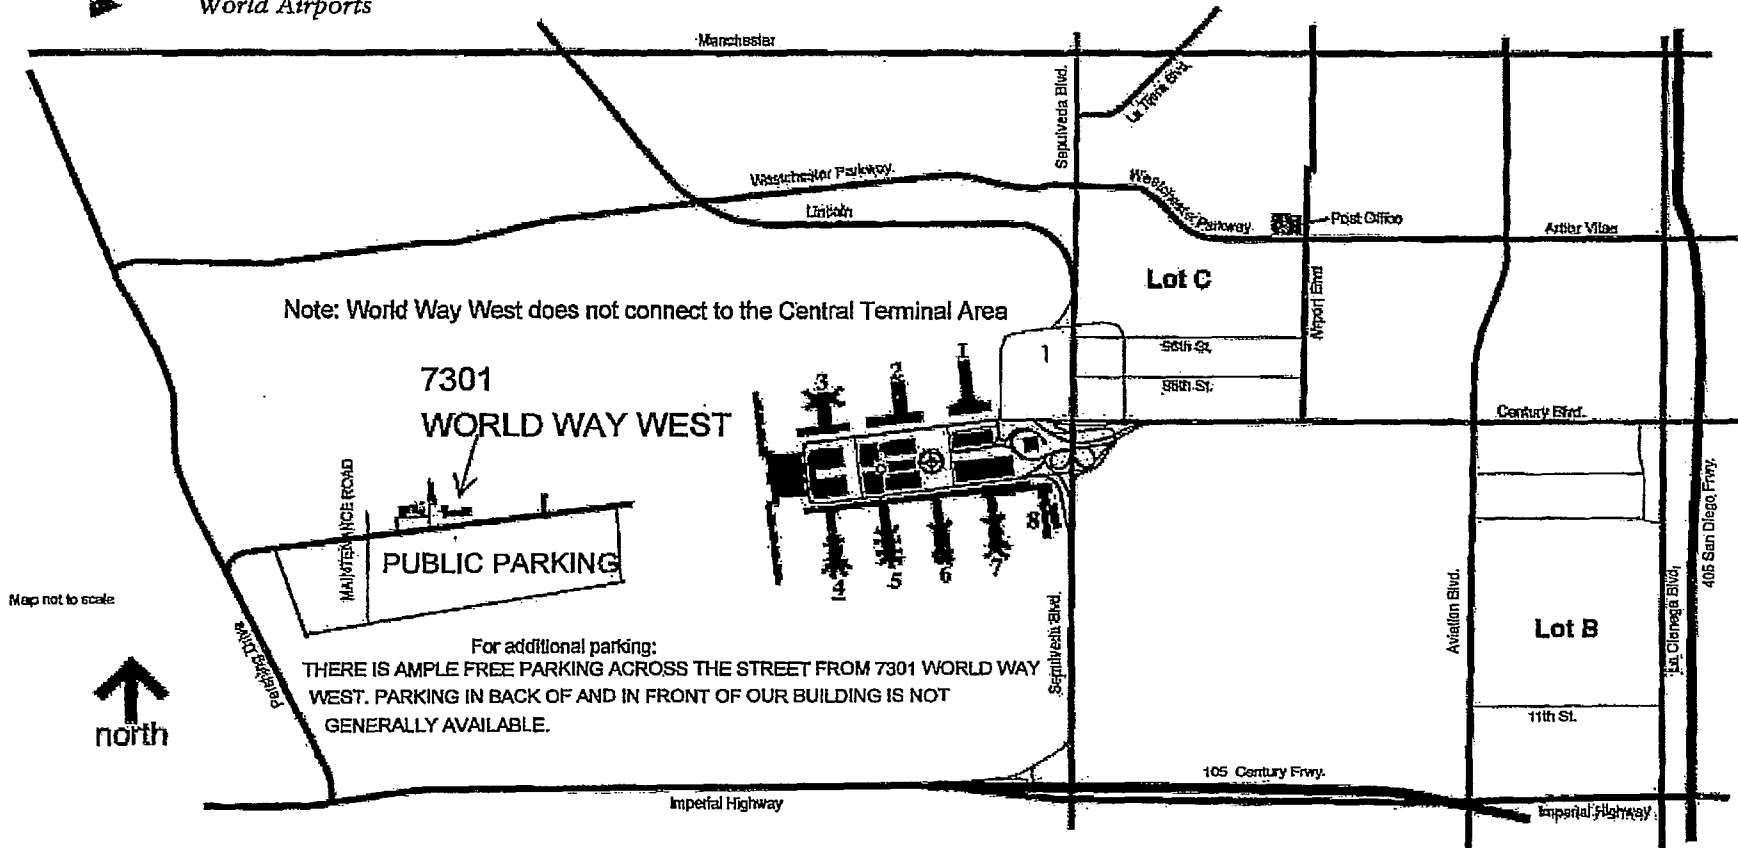 World Airports
Manchester
Sepulveda Blvd.
La Tijera Blvd.
Westchester Parkway
Westchester Parkway
Lincoln
Post Office
Arbor Vitae
Lot C
Airport Blvd
Note: World Way West does not connect to the Central Terminal Area
1
1
2
3
96th St.
98th St.
7301
WORLD WAY WEST
Century Blvd.
MAINTENANCE ROAD
PUBLIC PARKING
4
5
6
7
8
405 San Diego Frwy.
Map not to scale
Pershing Drive
For additional parking:
THERE IS AMPLE FREE PARKING ACROSS THE STREET FROM 7301 WORLD WAY
WEST. PARKING IN BACK OF AND IN FRONT OF OUR BUILDING IS NOT
GENERALLY AVAILABLE.
Sepulveda Blvd.
Aviation Blvd.
Lot B
La Cienega Blvd.
north
11th St.
105 Century Frwy.
Imperial Highway
Imperial Highway